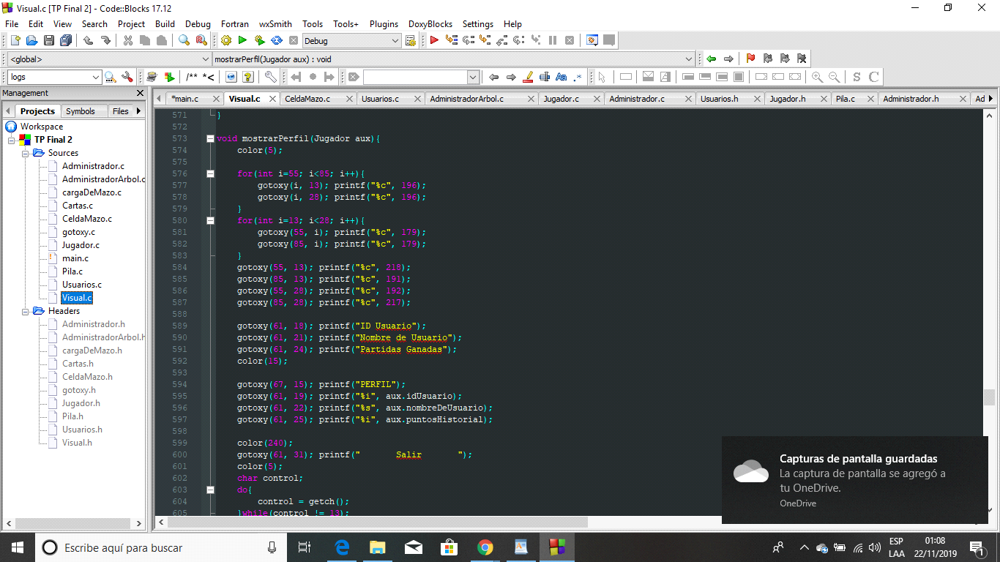 Visual.c [TP Final 2] - Code::Blocks 17.12
File Edit View Search Project Build Debug Fortran wxSmith Tools Tools+ Plugins DoxyBlocks Settings Help
Debug
<global> mostrarPerfil(Jugador aux) : void
logs /** *< Aa .* S C
Management
Projects Symbols Files
*main.c Visual.c CeldaMazo.c Usuarios.c AdministradorArbol.c Jugador.c Administrador.c Usuarios.h Jugador.h Pila.c Administrador.h Ad
Workspace
TP Final 2
Sources
Administrador.c
AdministradorArbol.c
cargaDeMazo.c
Cartas.c
CeldaMazo.c
gotoxy.c
Jugador.c
main.c
Pila.c
Usuarios.c
Visual.c
Headers
Administrador.h
AdministradorArbol.h
cargaDeMazo.h
Cartas.h
CeldaMazo.h
gotoxy.h
Jugador.h
Pila.h
Usuarios.h
Visual.h
571 }
572
573 void mostrarPerfil(Jugador aux){
574     color(5);
575
576     for(int i=55; i<85; i++){
577         gotoxy(i, 13); printf("%c", 196);
578         gotoxy(i, 28); printf("%c", 196);
579     }
580     for(int i=13; i<28; i++){
581         gotoxy(55, i); printf("%c", 179);
582         gotoxy(85, i); printf("%c", 179);
583     }
584     gotoxy(55, 13); printf("%c", 218);
585     gotoxy(85, 13); printf("%c", 191);
586     gotoxy(55, 28); printf("%c", 192);
587     gotoxy(85, 28); printf("%c", 217);
588
589     gotoxy(61, 18); printf("ID Usuario");
590     gotoxy(61, 21); printf("Nombre de Usuario");
591     gotoxy(61, 24); printf("Partidas Ganadas");
592     color(15);
593
594     gotoxy(67, 15); printf("PERFIL");
595     gotoxy(61, 19); printf("%i", aux.idUsuario);
596     gotoxy(61, 22); printf("%s", aux.nombreDeUsuario);
597     gotoxy(61, 25); printf("%i", aux.puntosHistorial);
598
599     color(240);
600     gotoxy(61, 31); printf("       Salir       ");
601     color(5);
602     char control;
603     do{
604         control = getch();
605     }while(control != 13);
Capturas de pantalla guardadas
La captura de pantalla se agregó a
tu OneDrive.
OneDrive
Escribe aquí para buscar
ESP
LAA
01:08
22/11/2019
1